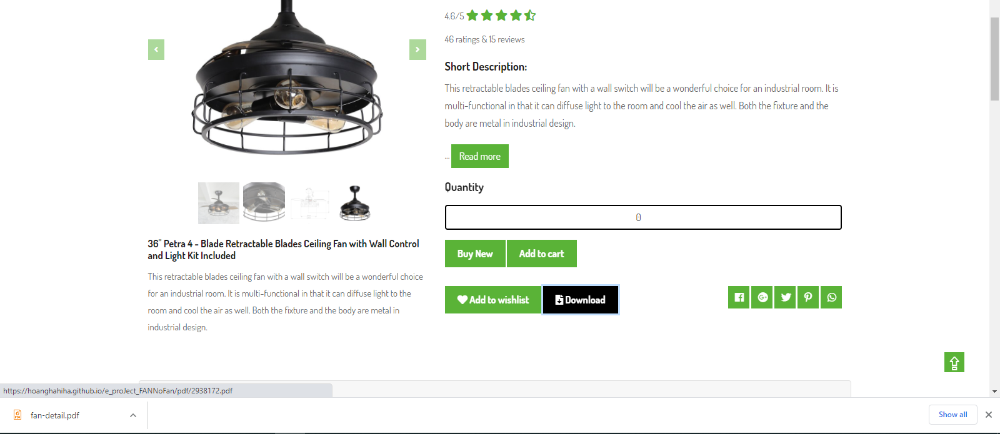 4.6/5
46 ratings & 15 reviews
Short Description:
This retractable blades ceiling fan with a wall switch will be a wonderful choice for an industrial room. It is
multi-functional in that it can diffuse light to the room and cool the air as well. Both the fixture and the
body are metal in industrial design.
... Read more
Quantity
0
Buy New Add to cart
Add to wishlist Download
36" Petra 4 - Blade Retractable Blades Ceiling Fan with Wall Control
and Light Kit Included
This retractable blades ceiling fan with a wall switch will be a wonderful choice
for an industrial room. It is multi-functional in that it can diffuse light to the
room and cool the air as well. Both the fixture and the body are metal in
industrial design.
https://hoanghahiha.github.io/e_proJect_FANNoFan/pdf/2938172.pdf
fan-detail.pdf
Show all